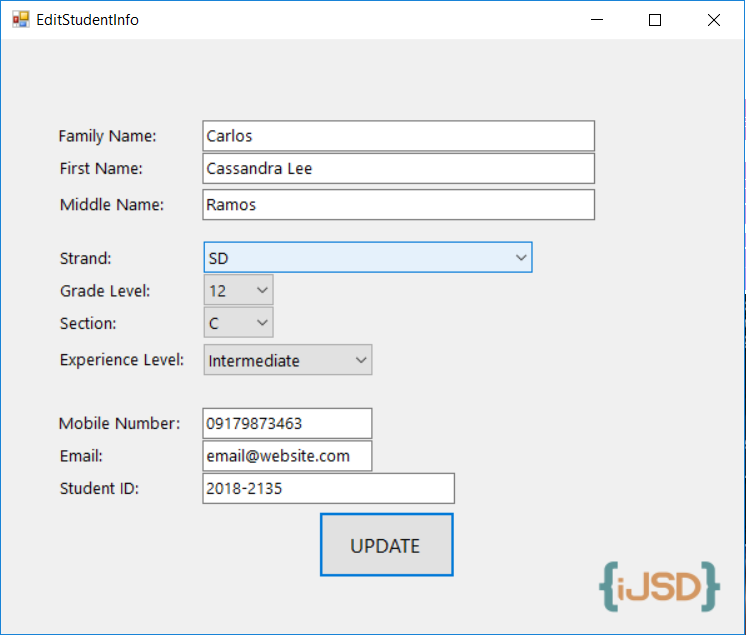 EditStudentInfo
Family Name: Carlos
First Name: Cassandra Lee
Middle Name: Ramos
Strand: SD
Grade Level: 12
Section: C
Experience Level: Intermediate
Mobile Number: 09179873463
Email: email@website.com
Student ID: 2018-2135
UPDATE
{iJSD}